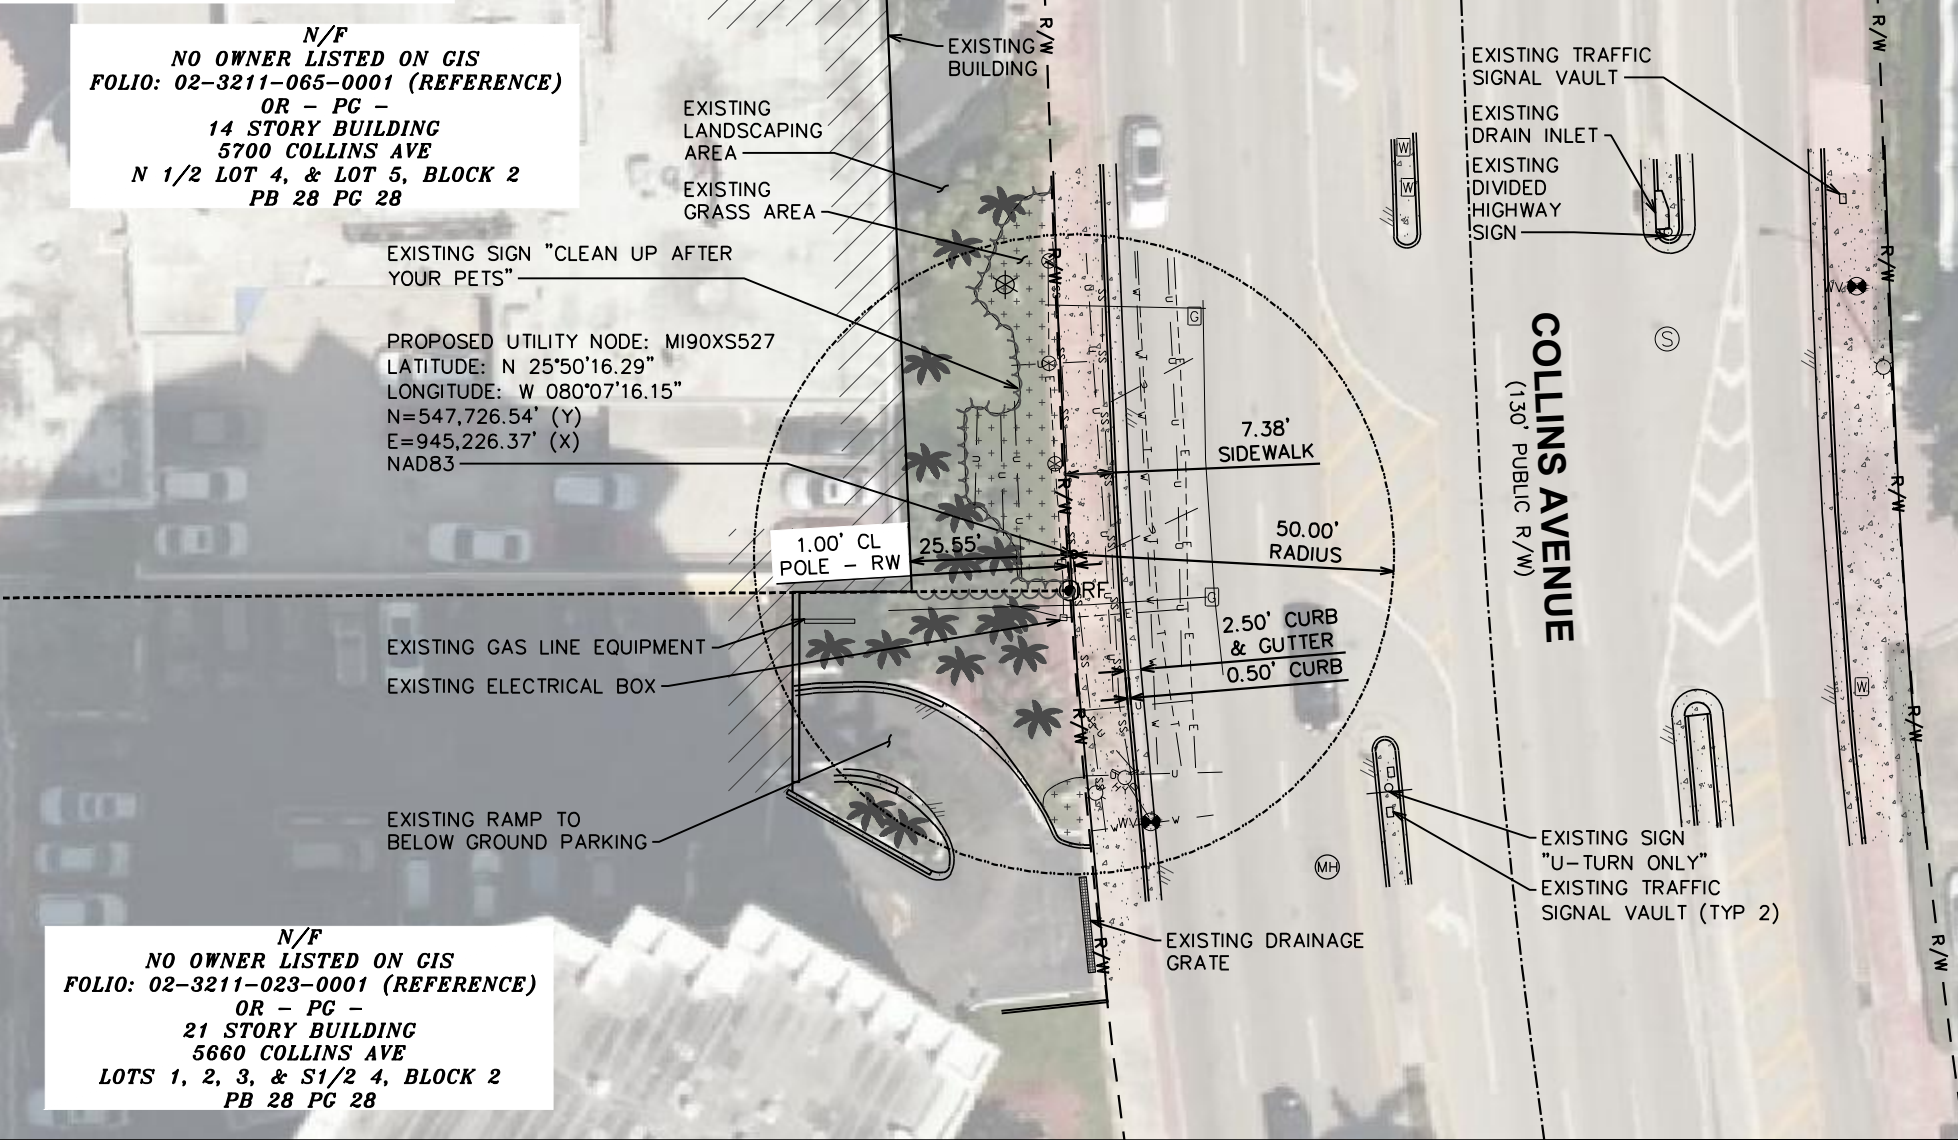 N/F
NO OWNER LISTED ON GIS
FOLIO: 02-3211-065-0001 (REFERENCE)
OR - PG -
14 STORY BUILDING
5700 COLLINS AVE
N 1/2 LOT 4, & LOT 5, BLOCK 2
PB 28 PG 28
EXISTING
BUILDING
EXISTING
LANDSCAPING
AREA
EXISTING
GRASS AREA
EXISTING SIGN "CLEAN UP AFTER
YOUR PETS"
PROPOSED UTILITY NODE: MI90XS527
LATITUDE: N 25°50'16.29"
LONGITUDE: W 080°07'16.15"
N=547,726.54' (Y)
E=945,226.37' (X)
NAD83
1.00' CL
POLE - RW
25.55'
7.38'
SIDEWALK
50.00'
RADIUS
2.50' CURB
& GUTTER
0.50' CURB
EXISTING GAS LINE EQUIPMENT
EXISTING ELECTRICAL BOX
EXISTING RAMP TO
BELOW GROUND PARKING
EXISTING TRAFFIC
SIGNAL VAULT
EXISTING
DRAIN INLET
EXISTING
DIVIDED
HIGHWAY
SIGN
COLLINS AVENUE
(130' PUBLIC R/W)
EXISTING SIGN
"U-TURN ONLY"
EXISTING TRAFFIC
SIGNAL VAULT (TYP 2)
EXISTING DRAINAGE
GRATE
N/F
NO OWNER LISTED ON GIS
FOLIO: 02-3211-023-0001 (REFERENCE)
OR - PG -
21 STORY BUILDING
5660 COLLINS AVE
LOTS 1, 2, 3, & S1/2 4, BLOCK 2
PB 28 PG 28
R/W
R/W
R/W
R/W
R/W
R/W
R/W
R/W
R/W
R/W
W
W
W
G
G
S
MH
WV
WV
RF